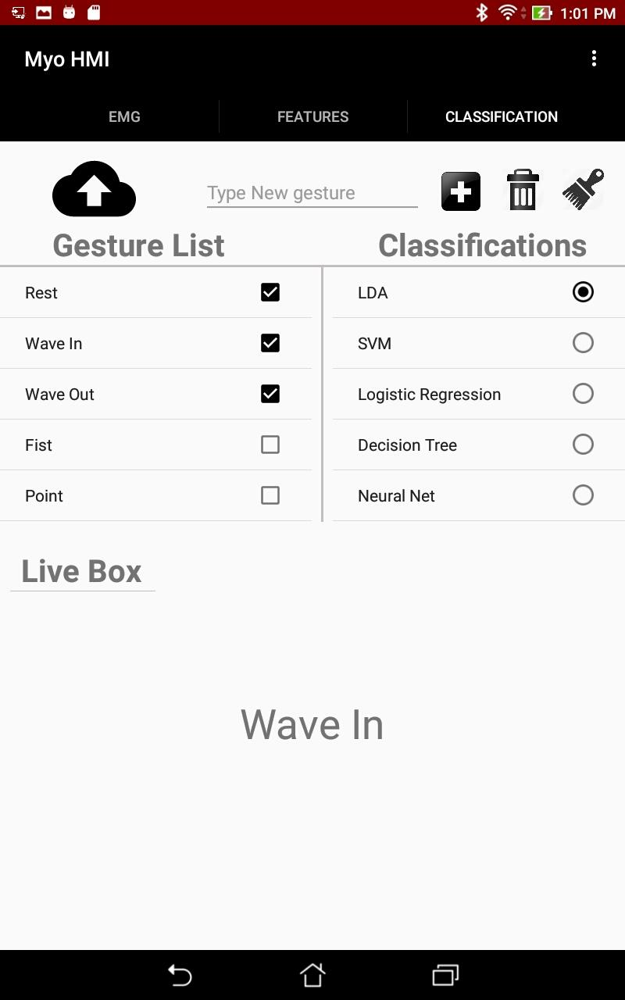 1:01 PM
Myo HMI
EMG FEATURES CLASSIFICATION
Type New gesture
Gesture List Classifications
Rest LDA
Wave In SVM
Wave Out Logistic Regression
Fist Decision Tree
Point Neural Net
Live Box
Wave In